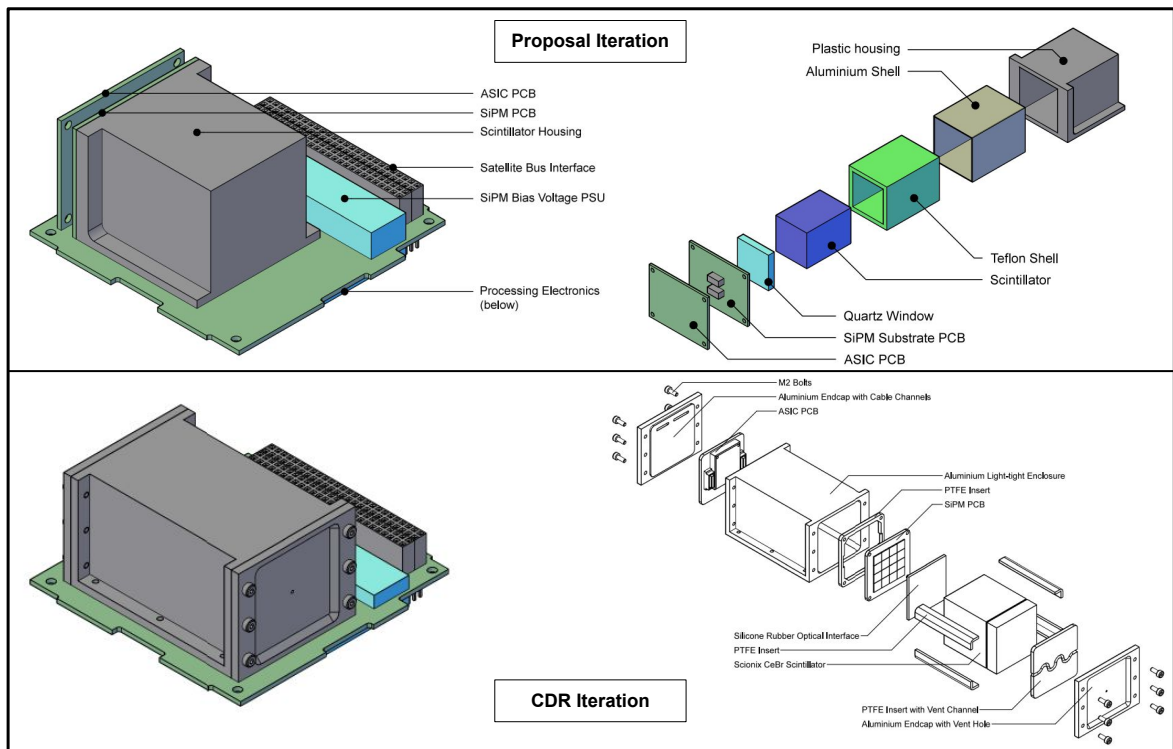 Proposal Iteration
ASIC PCB
SiPM PCB
Scintillator Housing
Satellite Bus Interface
SiPM Bias Voltage PSU
Processing Electronics
(below)
Plastic housing
Aluminium Shell
Teflon Shell
Scintillator
Quartz Window
SiPM Substrate PCB
ASIC PCB
M2 Bolts
Aluminium Endcap with Cable Channels
ASIC PCB
Aluminium Light-tight Enclosure
PTFE Insert
SiPM PCB
Silicone Rubber Optical Interface
PTFE Insert
Scionix CeBr Scintillator
PTFE Insert with Vent Channel
Aluminium Endcap with Vent Hole
CDR Iteration